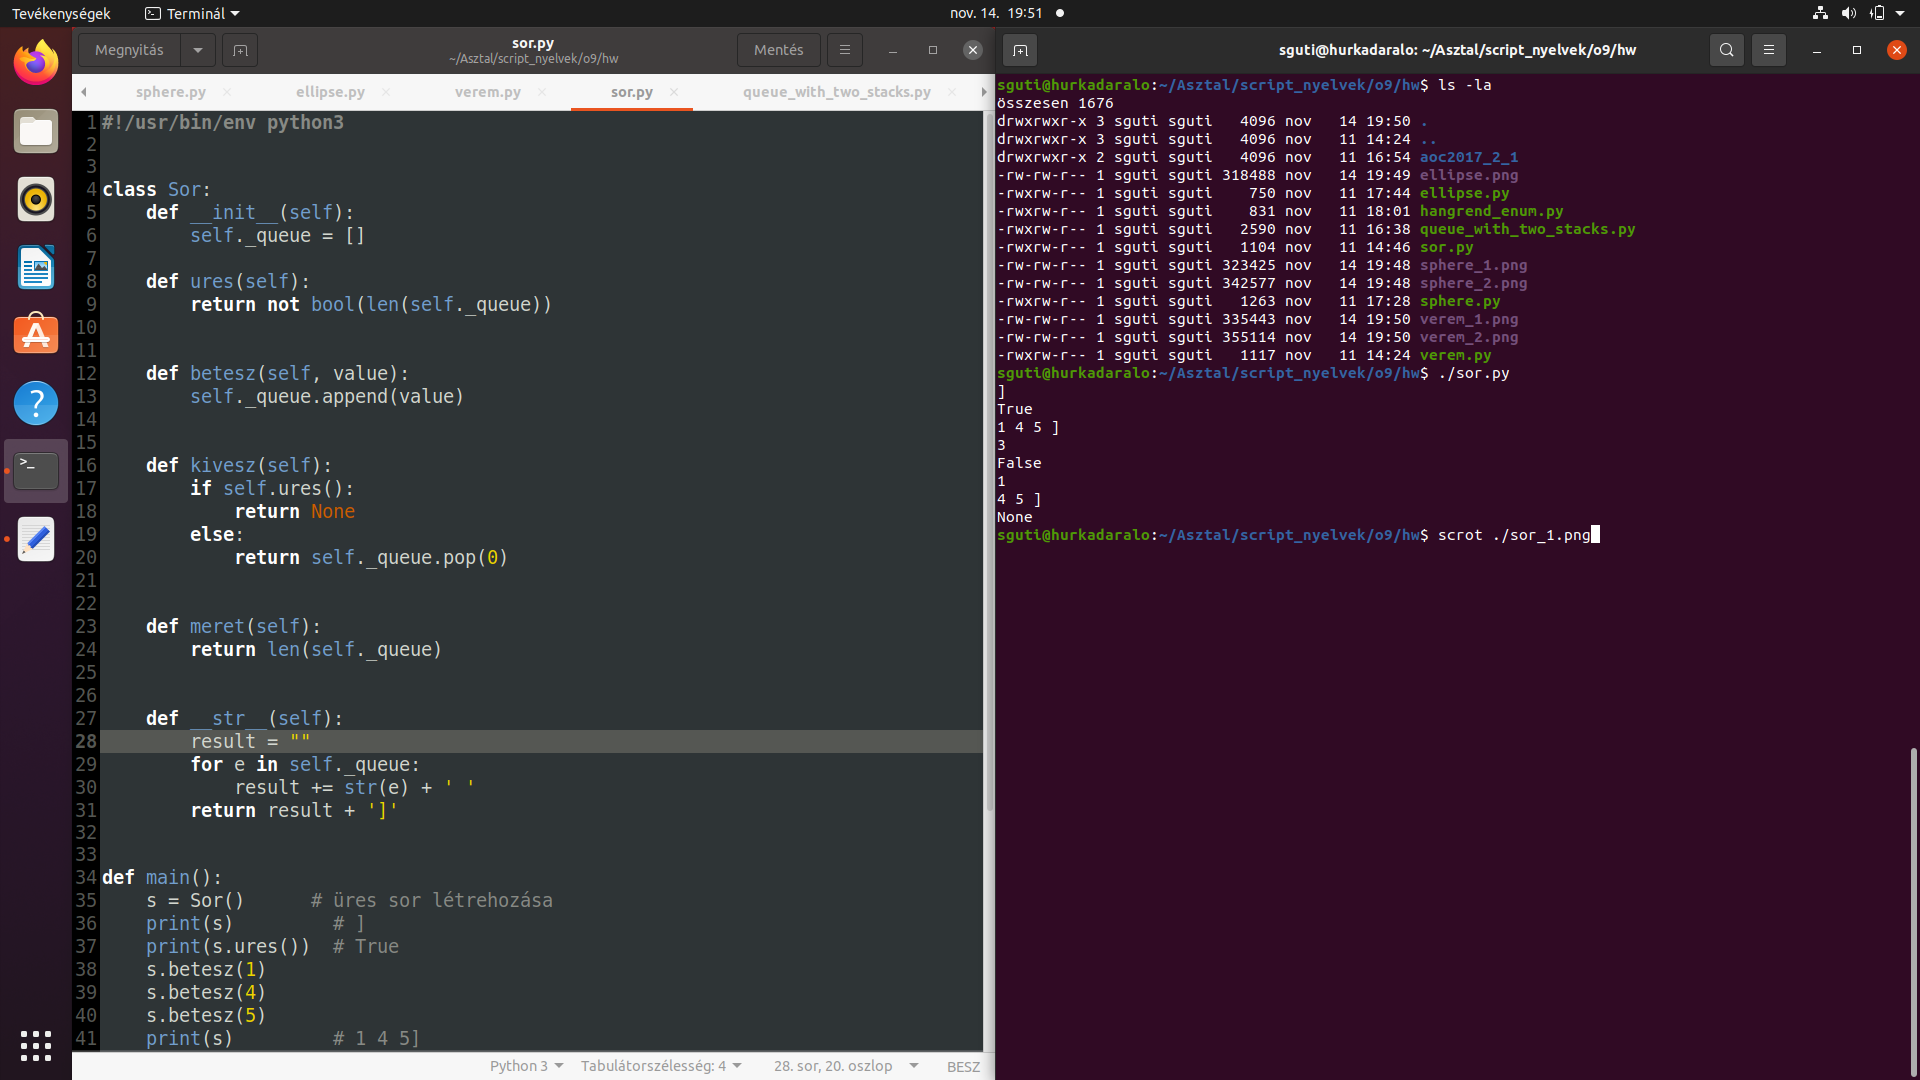 Tevékenységek
Terminál
nov. 14. 19:51
Megnyitás
sor.py
~/Asztal/script_nyelvek/o9/hw
Mentés
sphere.py
ellipse.py
verem.py
sor.py
queue_with_two_stacks.py
1 #!/usr/bin/env python3
2
3
4 class Sor:
5     def __init__(self):
6         self._queue = []
7
8     def ures(self):
9         return not bool(len(self._queue))
10
11
12     def betesz(self, value):
13         self._queue.append(value)
14
15
16     def kivesz(self):
17         if self.ures():
18             return None
19         else:
20             return self._queue.pop(0)
21
22
23     def meret(self):
24         return len(self._queue)
25
26
27     def __str__(self):
28         result = ""
29         for e in self._queue:
30             result += str(e) + ' '
31         return result + ']'
32
33
34 def main():
35     s = Sor()      # üres sor létrehozása
36     print(s)         # ]
37     print(s.ures())  # True
38     s.betesz(1)
39     s.betesz(4)
40     s.betesz(5)
41     print(s)         # 1 4 5]
Python 3
Tabulátorszélesség: 4
28. sor, 20. oszlop
BESZ
sguti@hurkadaralo: ~/Asztal/script_nyelvek/o9/hw
sguti@hurkadaralo:~/Asztal/script_nyelvek/o9/hw$ ls -la
összesen 1676
drwxrwxr-x 3 sguti sguti   4096 nov   14 19:50 .
drwxrwxr-x 3 sguti sguti   4096 nov   11 14:24 ..
drwxrwxr-x 2 sguti sguti   4096 nov   11 16:54 aoc2017_2_1
-rw-rw-r-- 1 sguti sguti 318488 nov   14 19:49 ellipse.png
-rwxrw-r-- 1 sguti sguti    750 nov   11 17:44 ellipse.py
-rwxrw-r-- 1 sguti sguti    831 nov   11 18:01 hangrend_enum.py
-rwxrw-r-- 1 sguti sguti   2590 nov   11 16:38 queue_with_two_stacks.py
-rwxrw-r-- 1 sguti sguti   1104 nov   11 14:46 sor.py
-rw-rw-r-- 1 sguti sguti 323425 nov   14 19:48 sphere_1.png
-rw-rw-r-- 1 sguti sguti 342577 nov   14 19:48 sphere_2.png
-rwxrw-r-- 1 sguti sguti   1263 nov   11 17:28 sphere.py
-rw-rw-r-- 1 sguti sguti 335443 nov   14 19:50 verem_1.png
-rw-rw-r-- 1 sguti sguti 355114 nov   14 19:50 verem_2.png
-rwxrw-r-- 1 sguti sguti   1117 nov   11 14:24 verem.py
sguti@hurkadaralo:~/Asztal/script_nyelvek/o9/hw$ ./sor.py
]
True
1 4 5 ]
3
False
1
4 5 ]
None
sguti@hurkadaralo:~/Asztal/script_nyelvek/o9/hw$ scrot ./sor_1.png